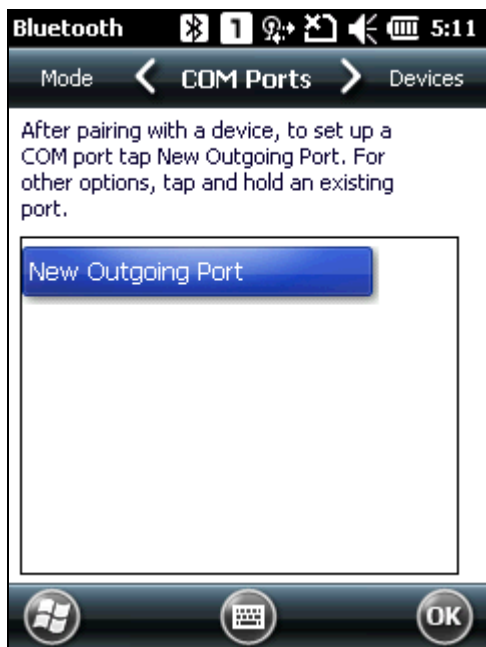 Bluetooth 1 5:11
Mode COM Ports Devices
After pairing with a device, to set up a
COM port tap New Outgoing Port. For
other options, tap and hold an existing
port.
New Outgoing Port
OK